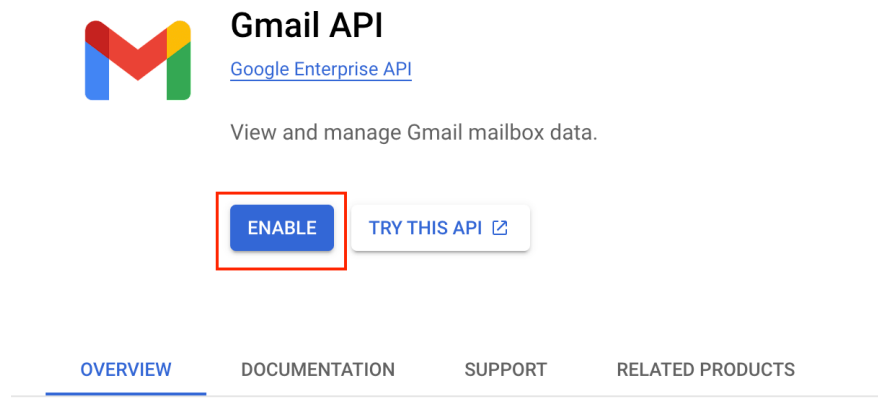 Gmail API
Google Enterprise API
View and manage Gmail mailbox data.
ENABLE TRY THIS API
OVERVIEW DOCUMENTATION SUPPORT RELATED PRODUCTS